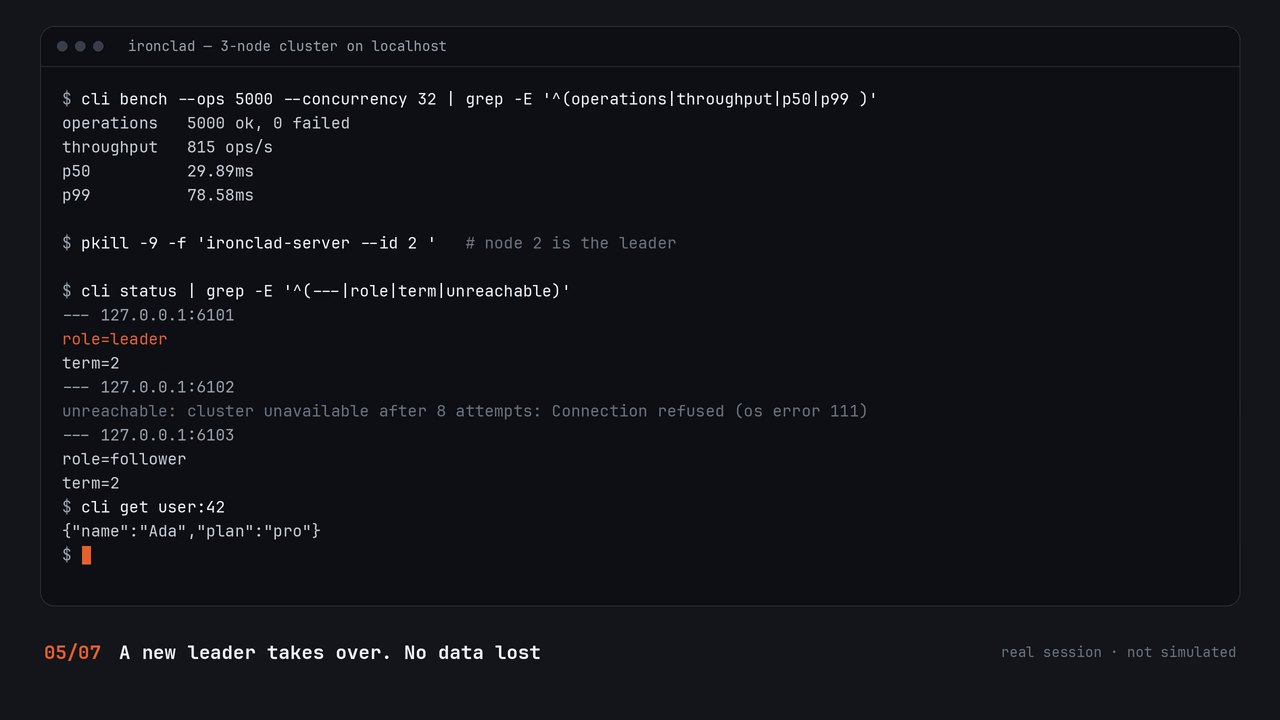 ironclad — 3-node cluster on localhost
$ cli bench --ops 5000 --concurrency 32 | grep -E '^(operations|throughput|p50|p99 )'
operations   5000 ok, 0 failed
throughput   815 ops/s
p50          29.89ms
p99          78.58ms
$ pkill -9 -f 'ironclad-server --id 2 '   # node 2 is the leader
$ cli status | grep -E '^(---|role|term|unreachable)'
--- 127.0.0.1:6101
role=leader
term=2
--- 127.0.0.1:6102
unreachable: cluster unavailable after 8 attempts: Connection refused (os error 111)
--- 127.0.0.1:6103
role=follower
term=2
$ cli get user:42
{"name":"Ada","plan":"pro"}
$
05/07 A new leader takes over. No data lost
real session · not simulated